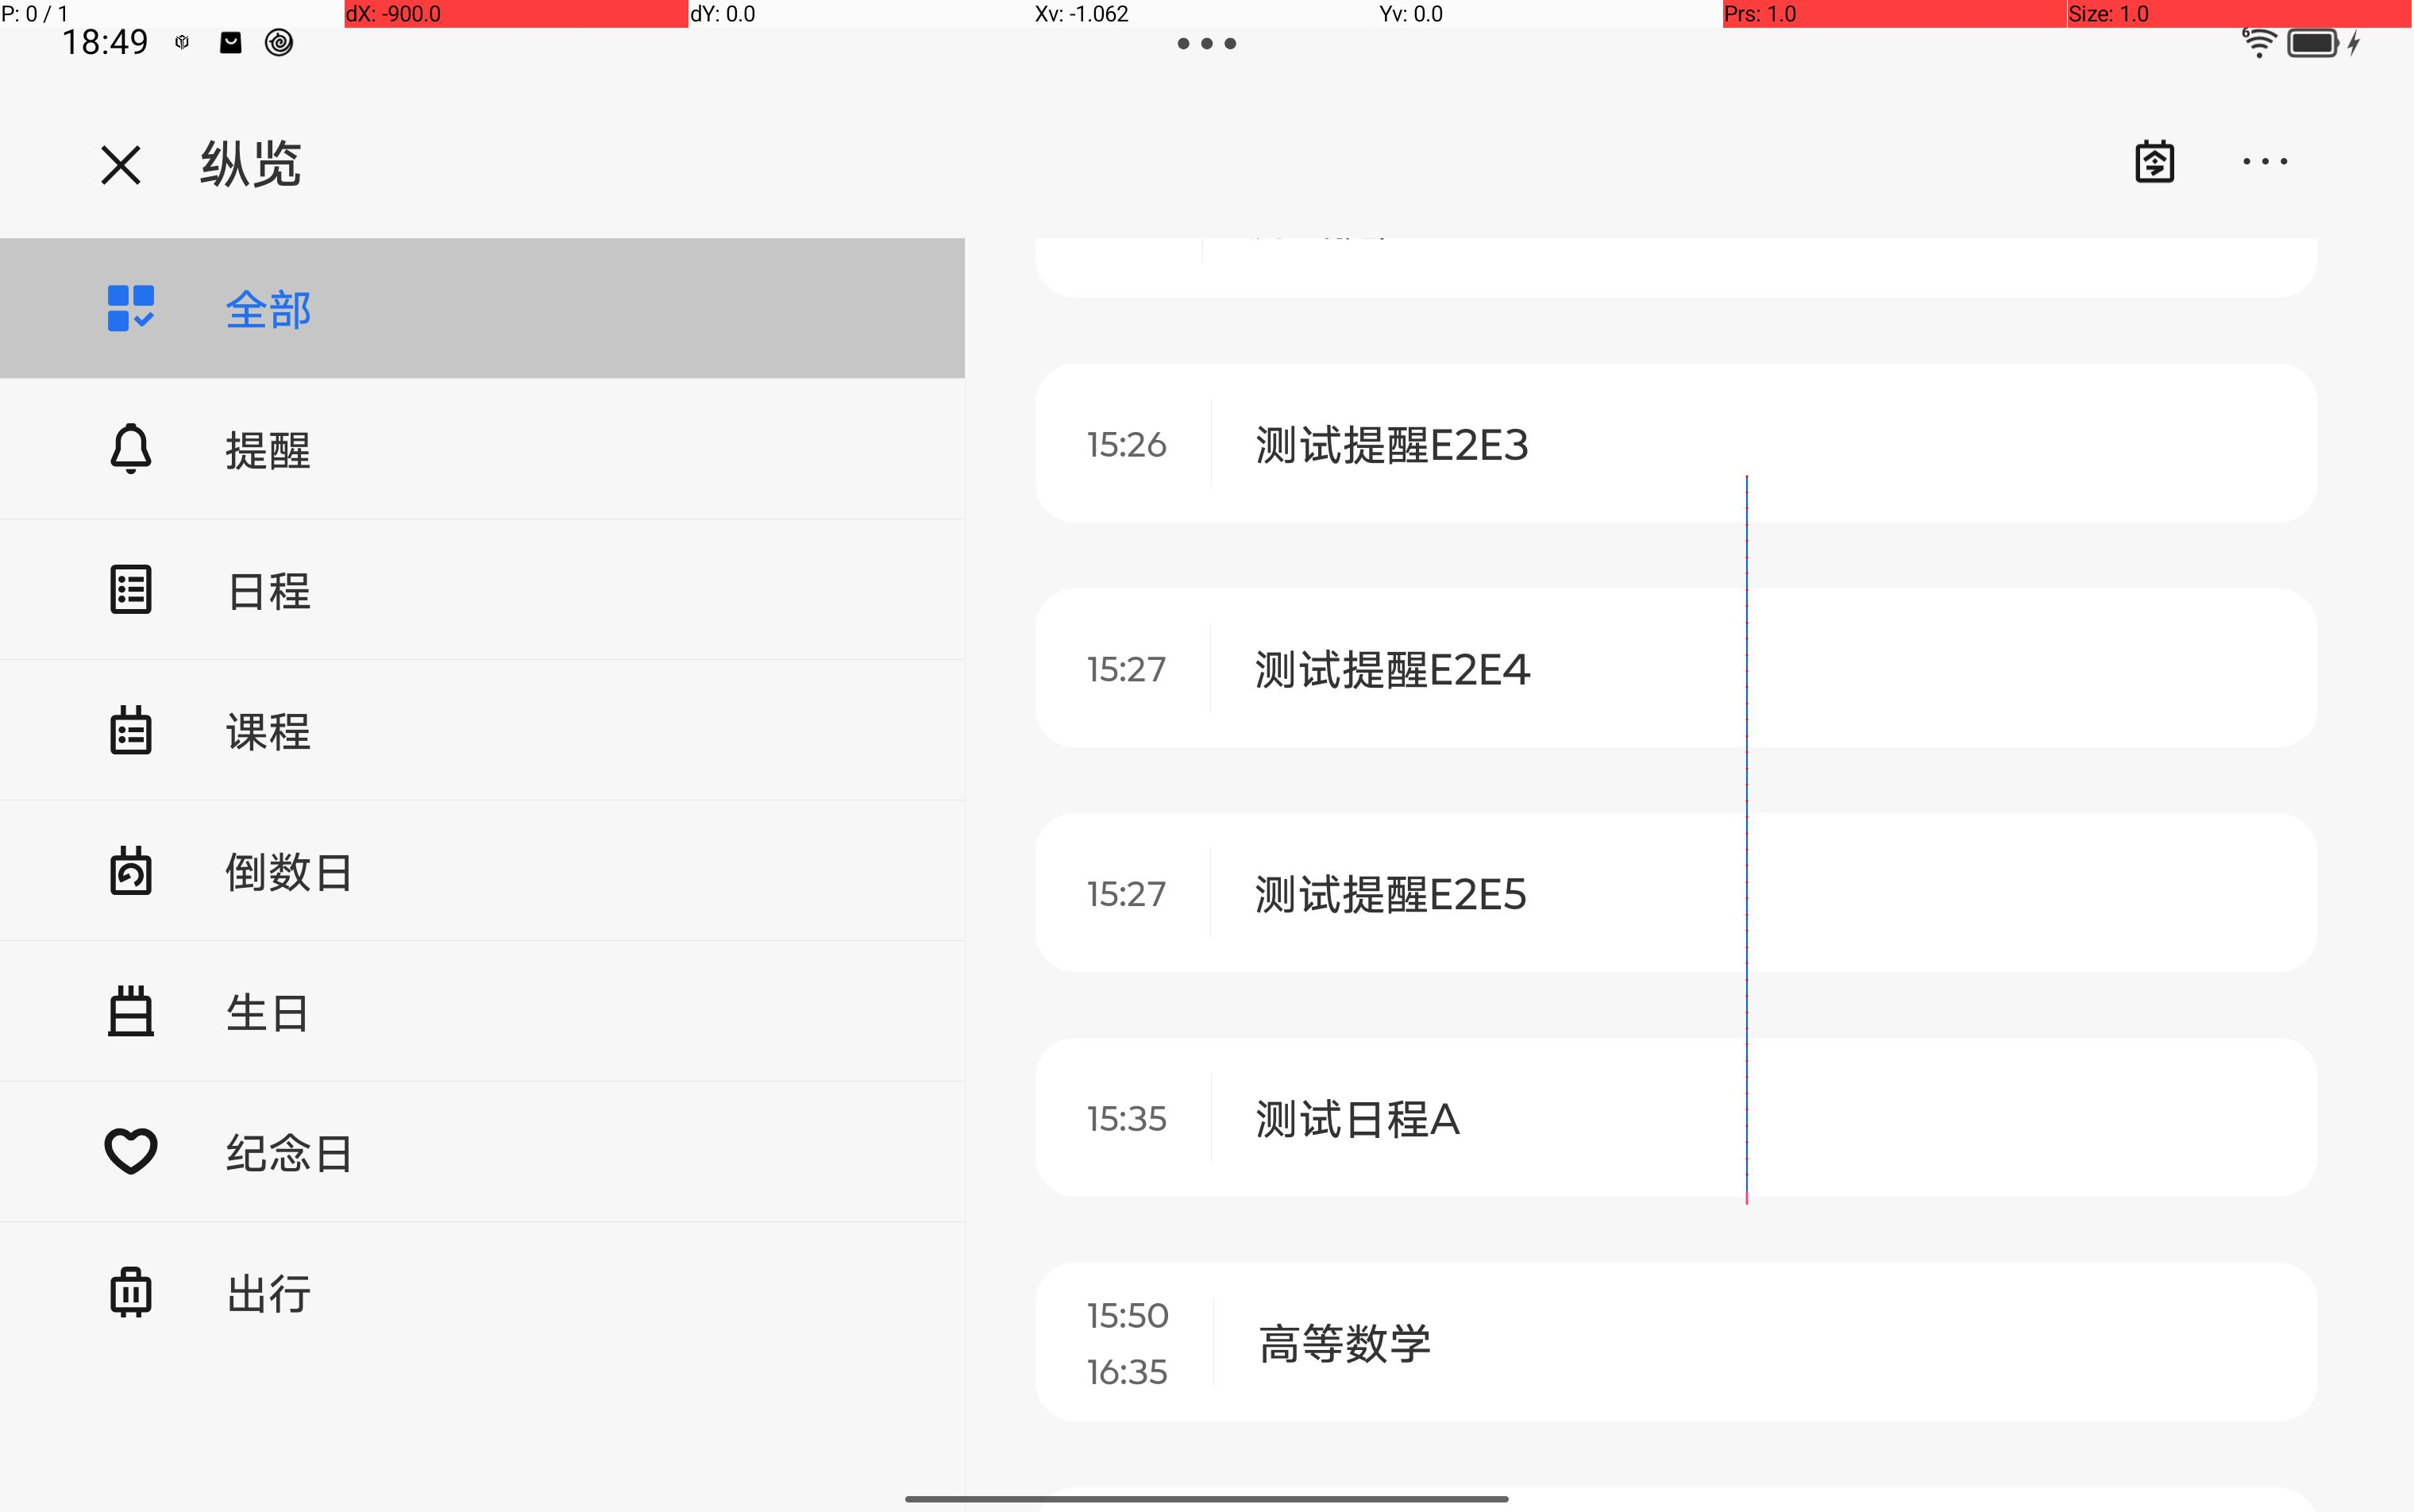 P: 0 / 1
dX: -900.0
dY: 0.0
Xv: -1.062
Yv: 0.0
Prs: 1.0
Size: 1.0
18:49
6
纵览
今
全部
提醒
日程
课程
倒数日
生日
纪念日
出行
15:26 测试提醒E2E3
15:27 测试提醒E2E4
15:27 测试提醒E2E5
15:35 测试日程A
15:50
16:35
高等数学